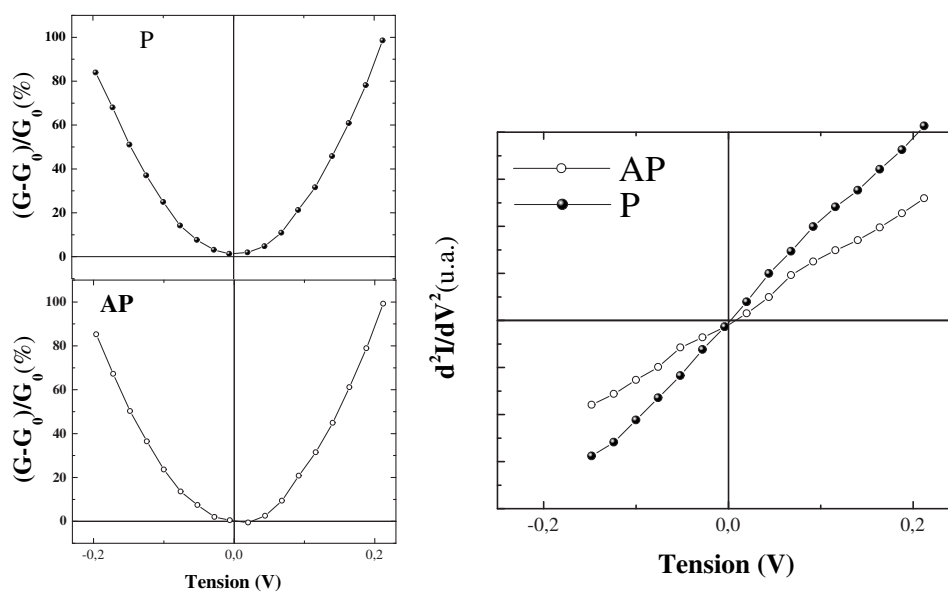 P
(G-G₀)/G₀(%)
100
80
60
40
20
0
AP
(G-G₀)/G₀(%)
100
80
60
40
20
0
-0,2
0,0
0,2
Tension (V)
AP
P
d²I/dV²(u.a.)
-0,2
0,0
0,2
Tension (V)